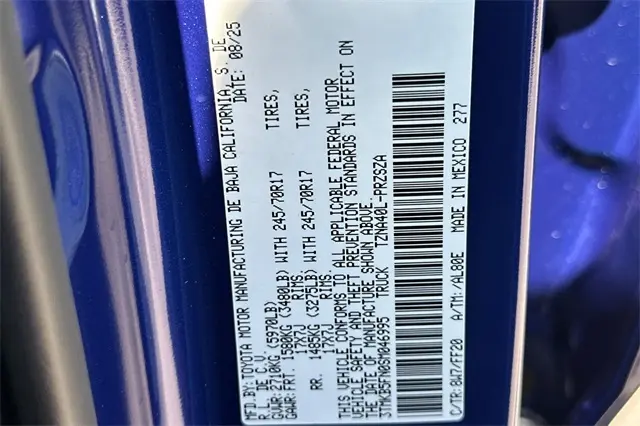 MFD. BY:TOYOTA MOTOR MANUFACTURING DE BAJA CALIFORNIA, S. DE
R.L. DE C.V. DATE: 08/25
GVWR:2710KG (5970LB)
GAWR:FRT. 1580KG (3480LB) WITH 245/70R17 TIRES,
17X7J RIMS.
RR. 1485KG (3275LB) WITH 245/70R17 TIRES,
17X7J RIMS.
THIS VEHICLE CONFORMS TO ALL APPLICABLE FEDERAL MOTOR
VEHICLE SAFETY AND THEFT PREVENTION STANDARDS IN EFFECT ON
THE DATE OF MANUFACTURE SHOWN ABOVE.
3TMKB5FN0SM046995 TRUCK TZNA40L-PRZSZA
C/TR:8W7/FF20 A/TM:/AL80E MADE IN MEXICO 277